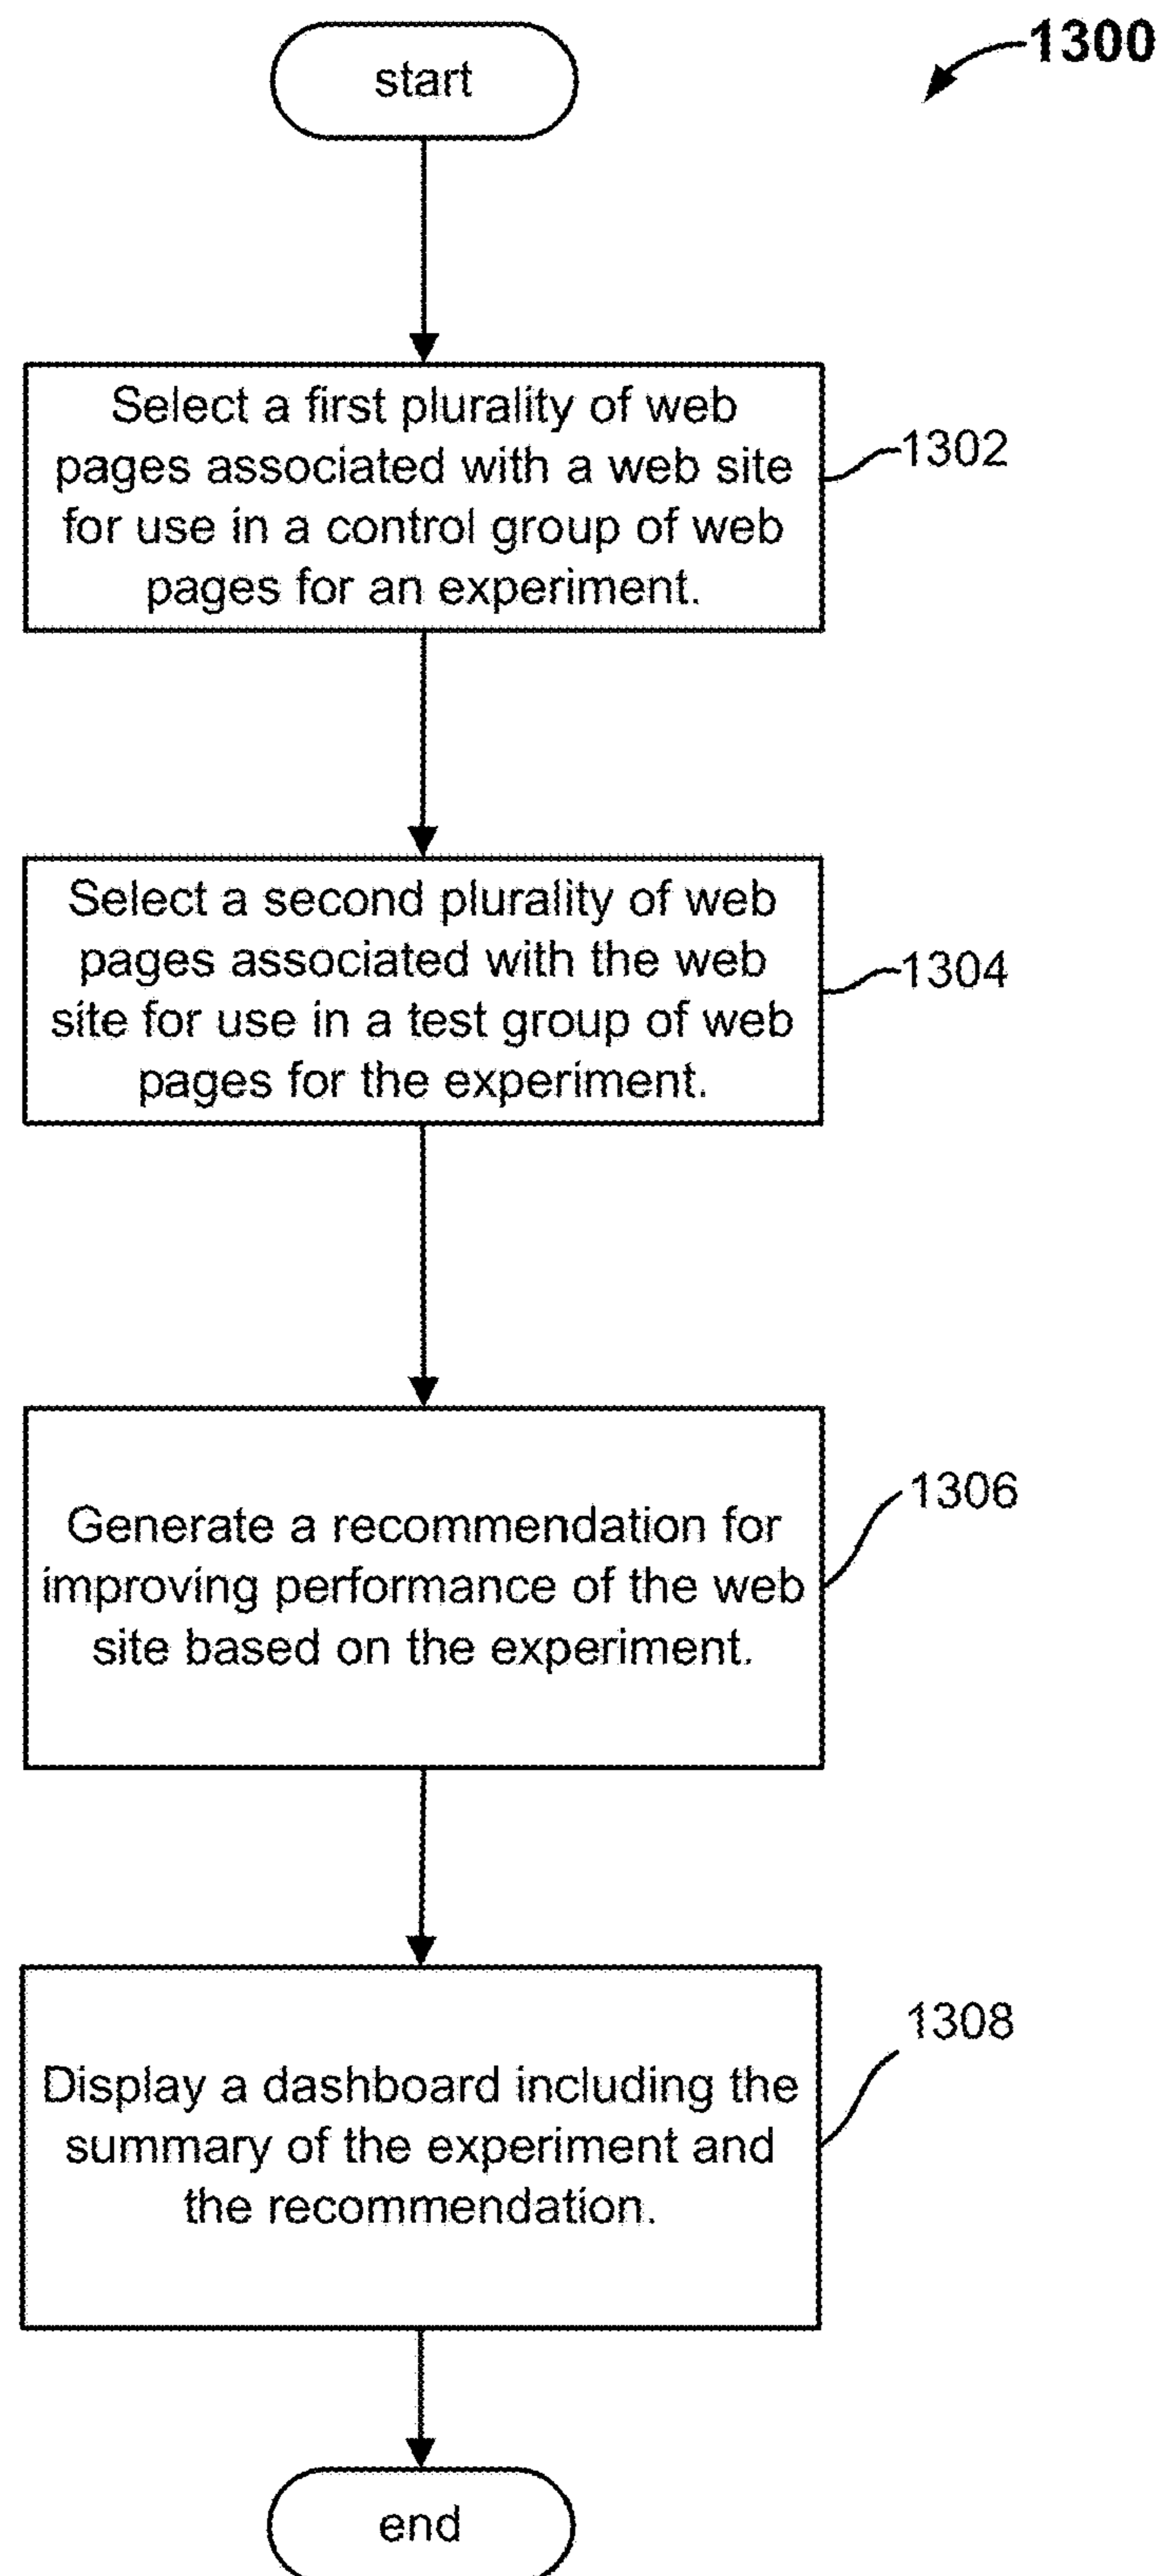 1300
start
Select a first plurality of web
pages associated with a web site
for use in a control group of web
pages for an experiment.
1302
Select a second plurality of web
pages associated with the web
site for use in a test group of web
pages for the experiment.
1304
Generate a recommendation for
improving performance of the web
site based on the experiment.
1306
Display a dashboard including the
summary of the experiment and
the recommendation.
1308
end